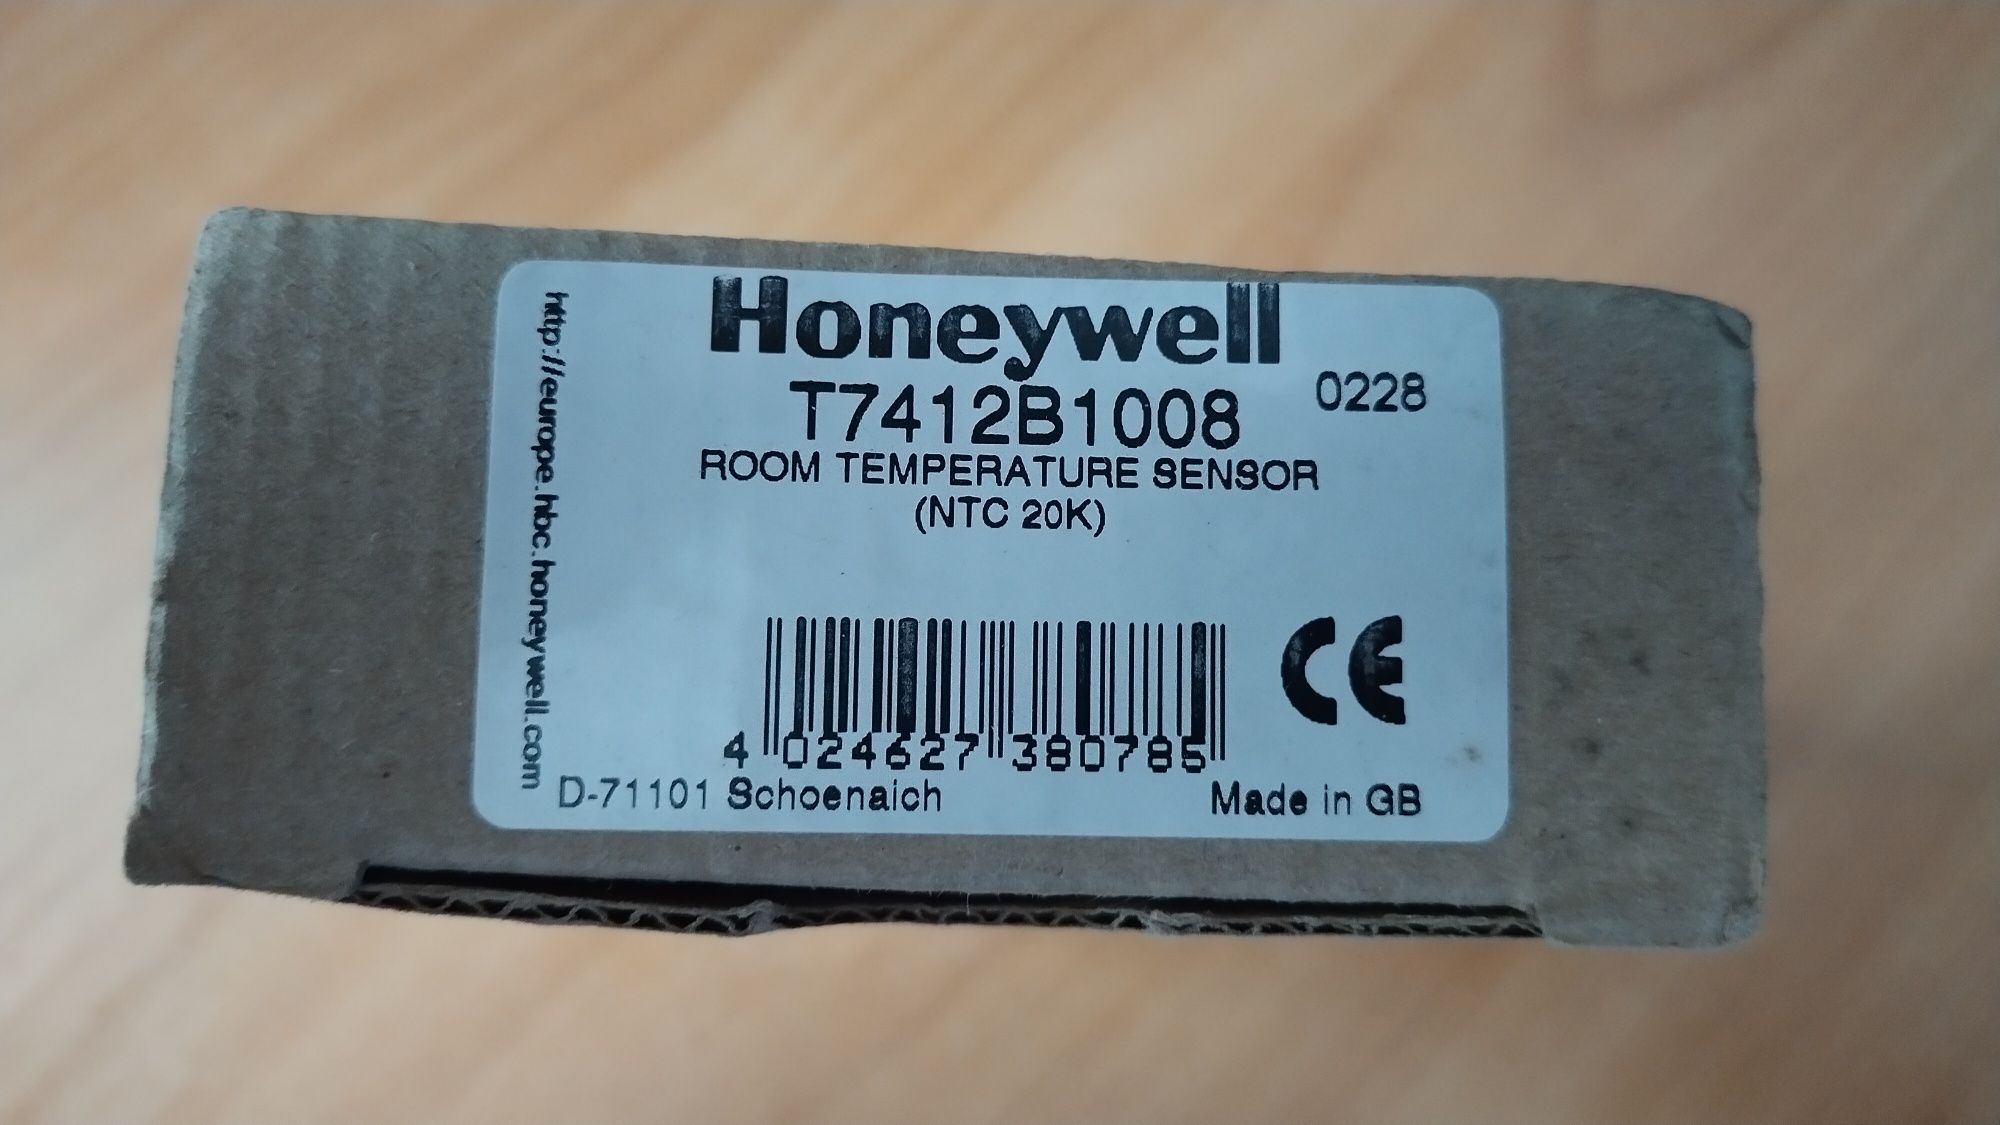 Honeywell
T7412B1008
0228
ROOM TEMPERATURE SENSOR
(NTC 20K)
http://europe.hbc.honeywell.com
4 024627 380785
CE
D-71101 Schoenaich
Made in GB